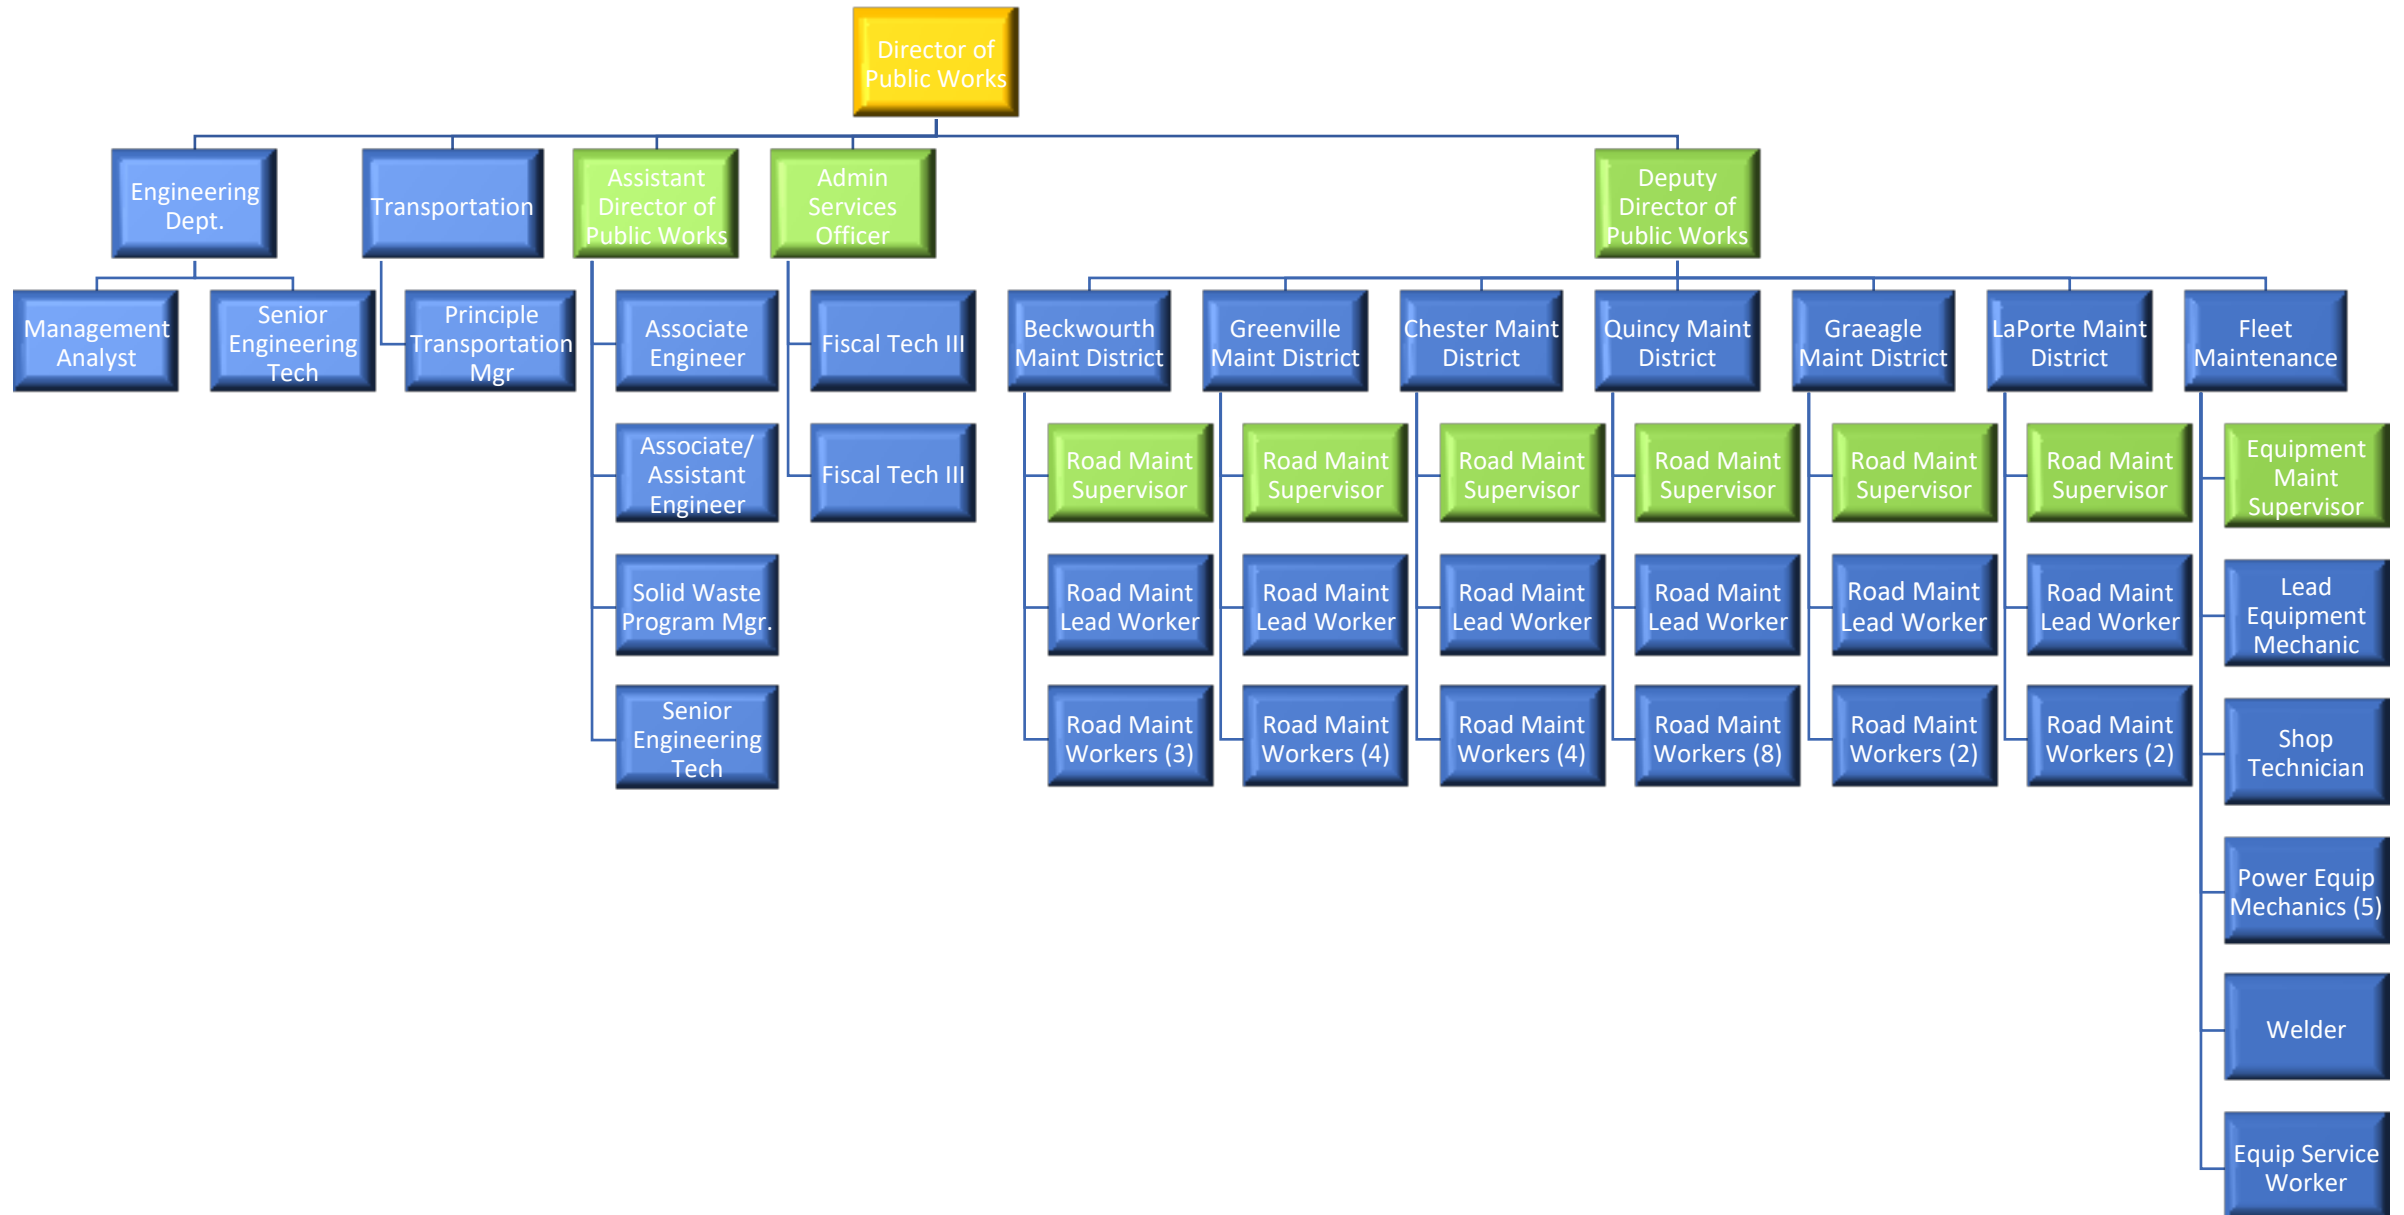 Director of
Public Works
Engineering
Dept.
Transportation
Assistant
Director of
Public Works
Admin
Services
Officer
Deputy
Director of
Public Works
Management
Analyst
Senior
Engineering
Tech
Principle
Transportation
Mgr
Associate
Engineer
Fiscal Tech III
Beckwourth
Maint District
Greenville
Maint District
Chester Maint
District
Quincy Maint
District
Graeagle
Maint District
LaPorte Maint
District
Fleet
Maintenance
Associate/
Assistant
Engineer
Fiscal Tech III
Road Maint
Supervisor
Road Maint
Supervisor
Road Maint
Supervisor
Road Maint
Supervisor
Road Maint
Supervisor
Road Maint
Supervisor
Equipment
Maint
Supervisor
Solid Waste
Program Mgr.
Road Maint
Lead Worker
Road Maint
Lead Worker
Road Maint
Lead Worker
Road Maint
Lead Worker
Road Maint
Lead Worker
Road Maint
Lead Worker
Lead
Equipment
Mechanic
Senior
Engineering
Tech
Road Maint
Workers (3)
Road Maint
Workers (4)
Road Maint
Workers (4)
Road Maint
Workers (8)
Road Maint
Workers (2)
Road Maint
Workers (2)
Shop
Technician
Power Equip
Mechanics (5)
Welder
Equip Service
Worker